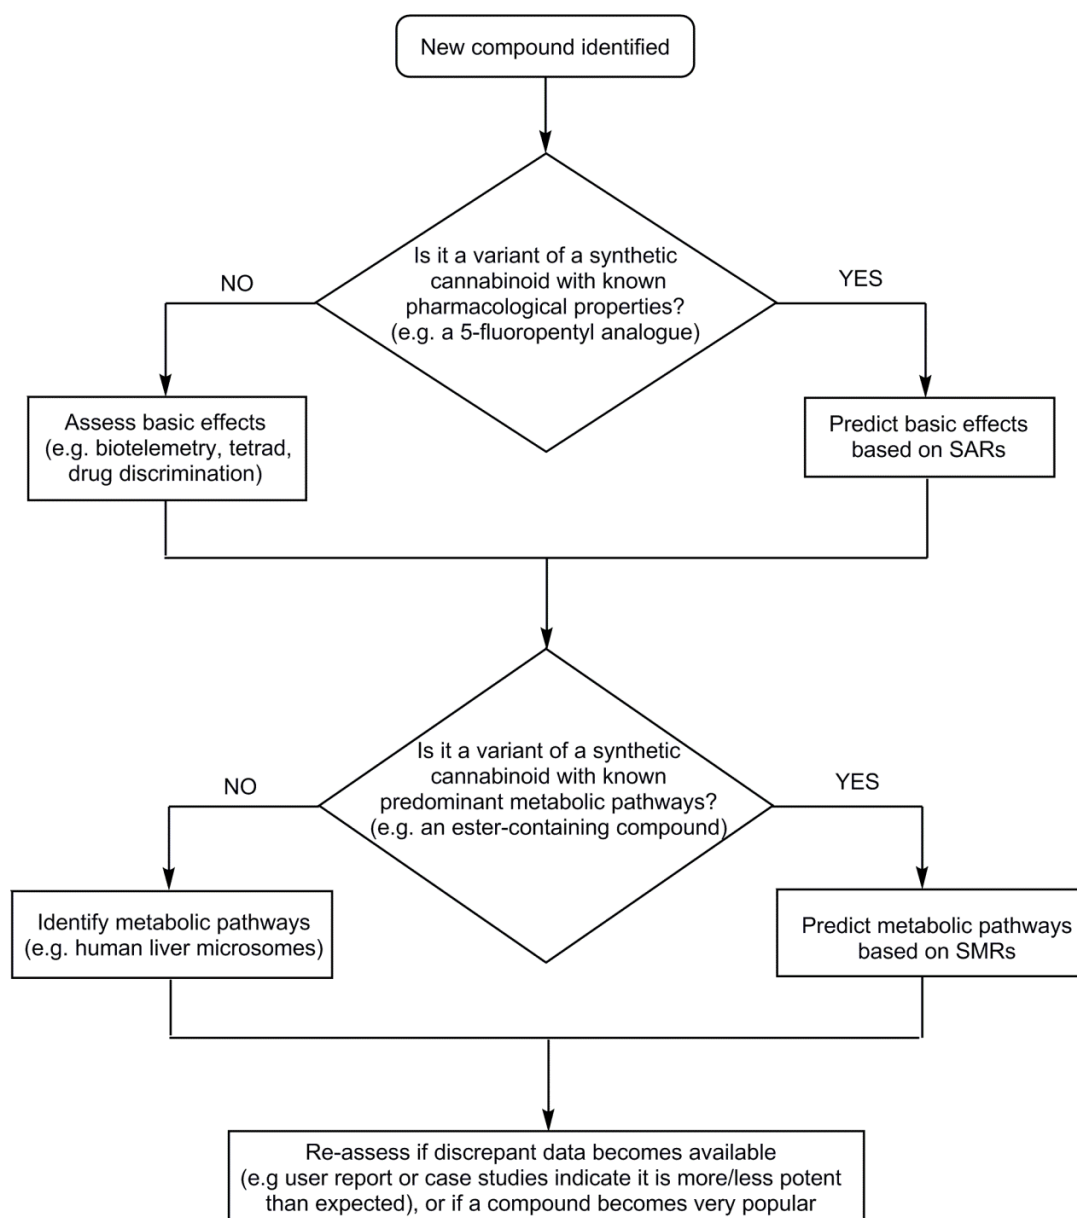 New compound identified
Is it a variant of a synthetic
cannabinoid with known
pharmacological properties?
(e.g. a 5-fluoropentyl analogue)
NO
YES
Assess basic effects
(e.g. biotelemetry, tetrad,
drug discrimination)
Predict basic effects
based on SARs
Is it a variant of a synthetic
cannabinoid with known
predominant metabolic pathways?
(e.g. an ester-containing compound)
NO
YES
Identify metabolic pathways
(e.g. human liver microsomes)
Predict metabolic pathways
based on SMRs
Re-assess if discrepant data becomes available
(e.g user report or case studies indicate it is more/less potent
than expected), or if a compound becomes very popular